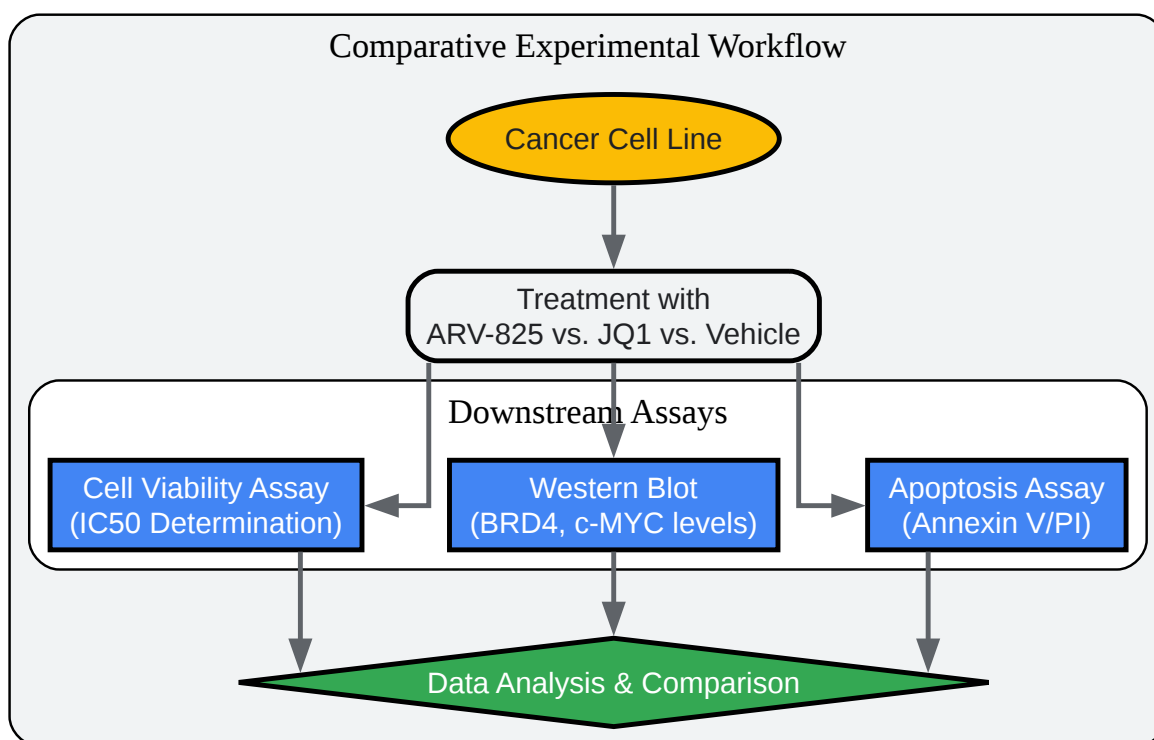 Comparative Experimental Workflow
Cancer Cell Line
Treatment with
ARV-825 vs. JQ1 vs. Vehicle
Downstream Assays
Cell Viability Assay
(IC50 Determination)
Western Blot
(BRD4, c-MYC levels)
Apoptosis Assay
(Annexin V/PI)
Data Analysis & Comparison